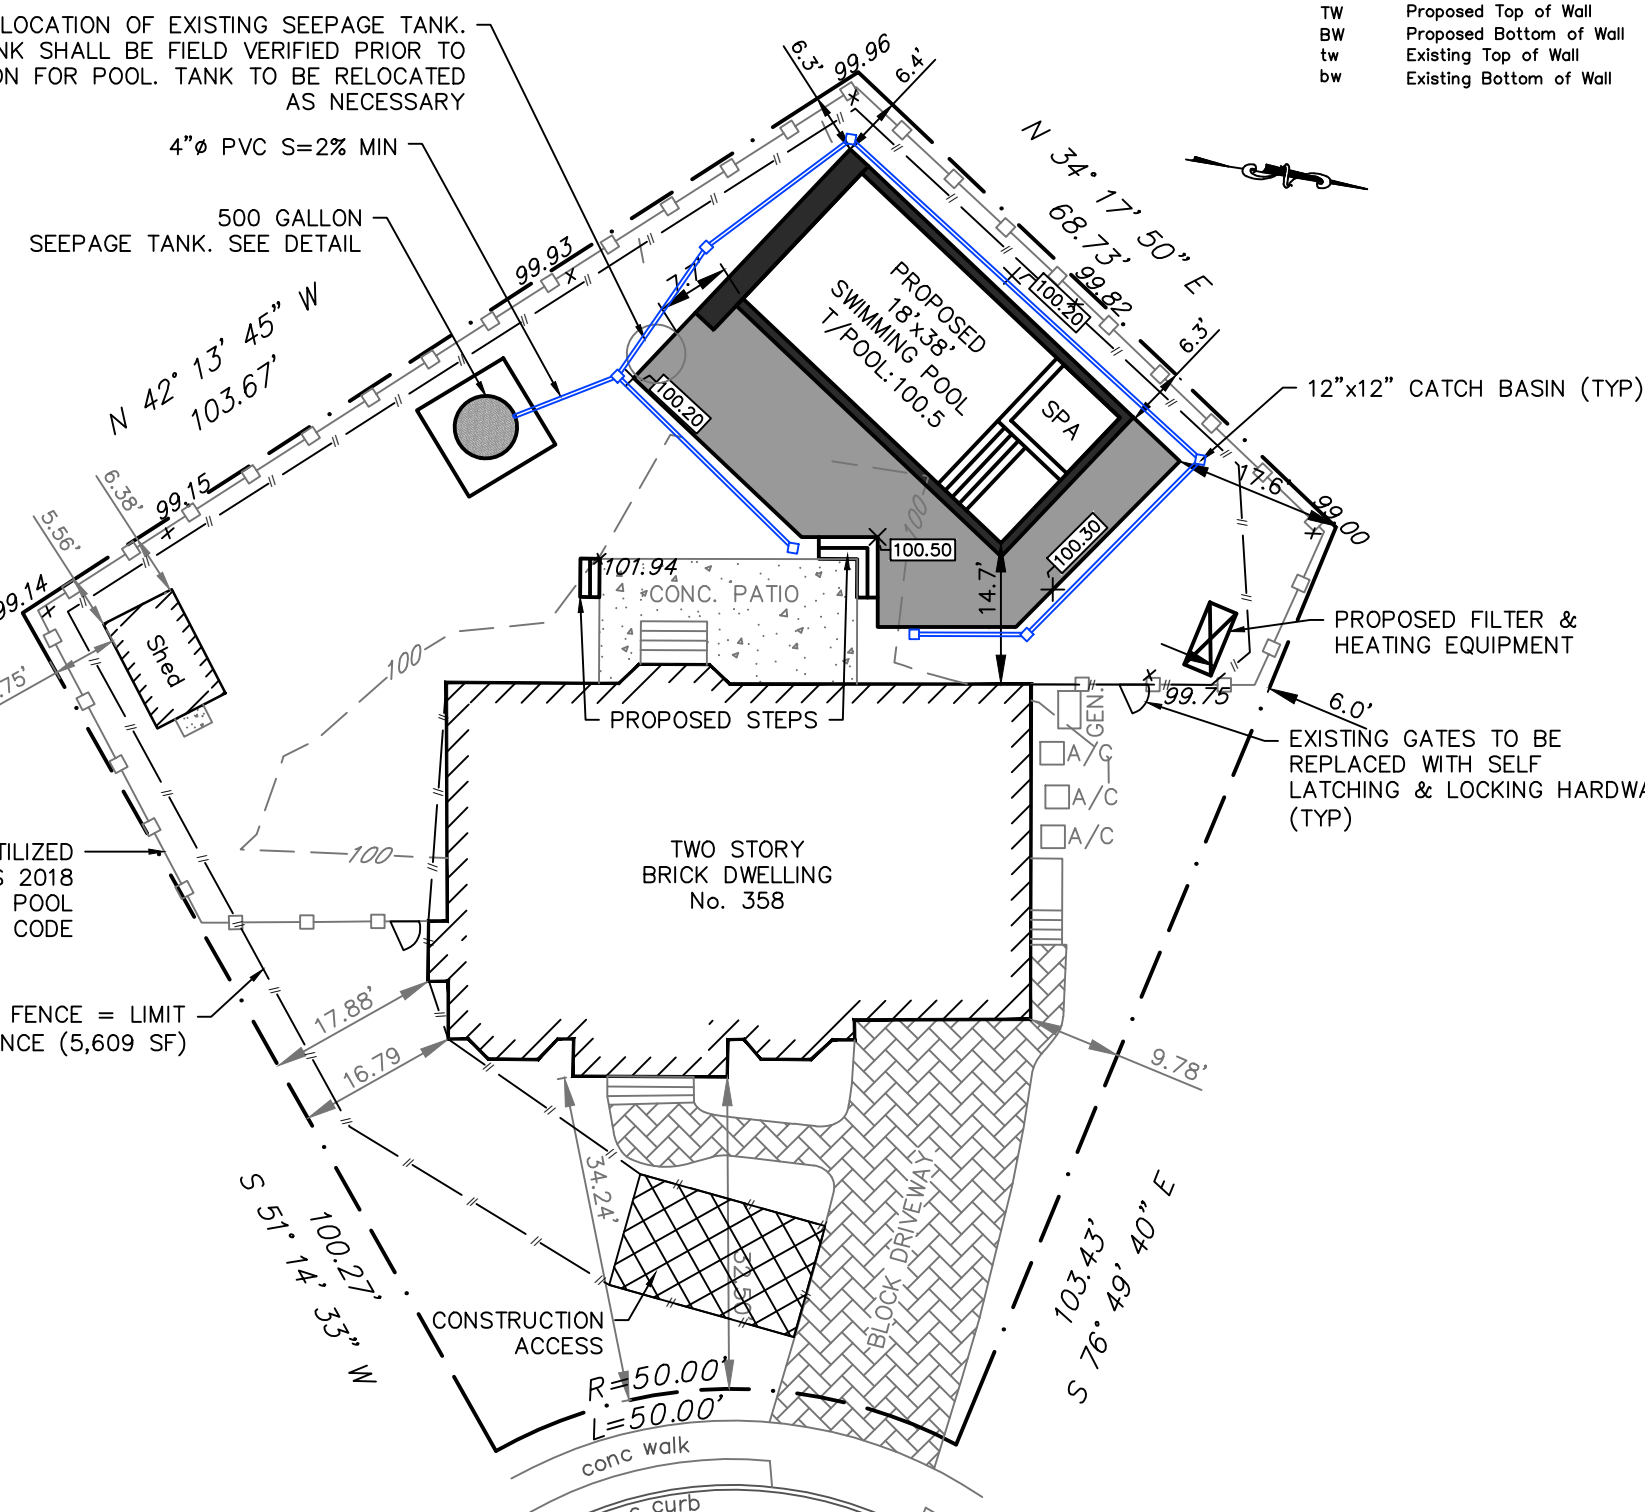 LOCATION OF EXISTING SEEPAGE TANK.
NK SHALL BE FIELD VERIFIED PRIOR TO
ON FOR POOL. TANK TO BE RELOCATED
AS NECESSARY
4"ø PVC S=2% MIN
500 GALLON
SEEPAGE TANK. SEE DETAIL
TW Proposed Top of Wall
BW Proposed Bottom of Wall
tw Existing Top of Wall
bw Existing Bottom of Wall
6.3'
99.96
6.4'
N 34° 17' 50" E
68.73'
99.82
100.20
6.3'
12"x12" CATCH BASIN (TYP)
99.93
N 42° 13' 45" W
103.67'
PROPOSED
18'x38'
SWIMMING POOL
T/POOL: 100.5
SPA
100.20
17.6'
99.00
99.15
6.38'
5.56'
99.14
.75'
Shed
100
100
100
101.94
CONC. PATIO
100.50
100.30
14.7'
PROPOSED FILTER &
HEATING EQUIPMENT
PROPOSED STEPS
99.75
6.0'
GEN.
A/C
A/C
A/C
EXISTING GATES TO BE
REPLACED WITH SELF
LATCHING & LOCKING HARDWA
(TYP)
TILIZED
S 2018
POOL
CODE
TWO STORY
BRICK DWELLING
No. 358
FENCE = LIMIT
NCE (5,609 SF)
17.88'
16.79
9.78'
34.24'
32.50'
BLOCK DRIVEWAY
S 51° 14' 33" W
100.27'
103.43'
S 76° 49' 40" E
CONSTRUCTION
ACCESS
R=50.00'
L=50.00'
conc walk
curb